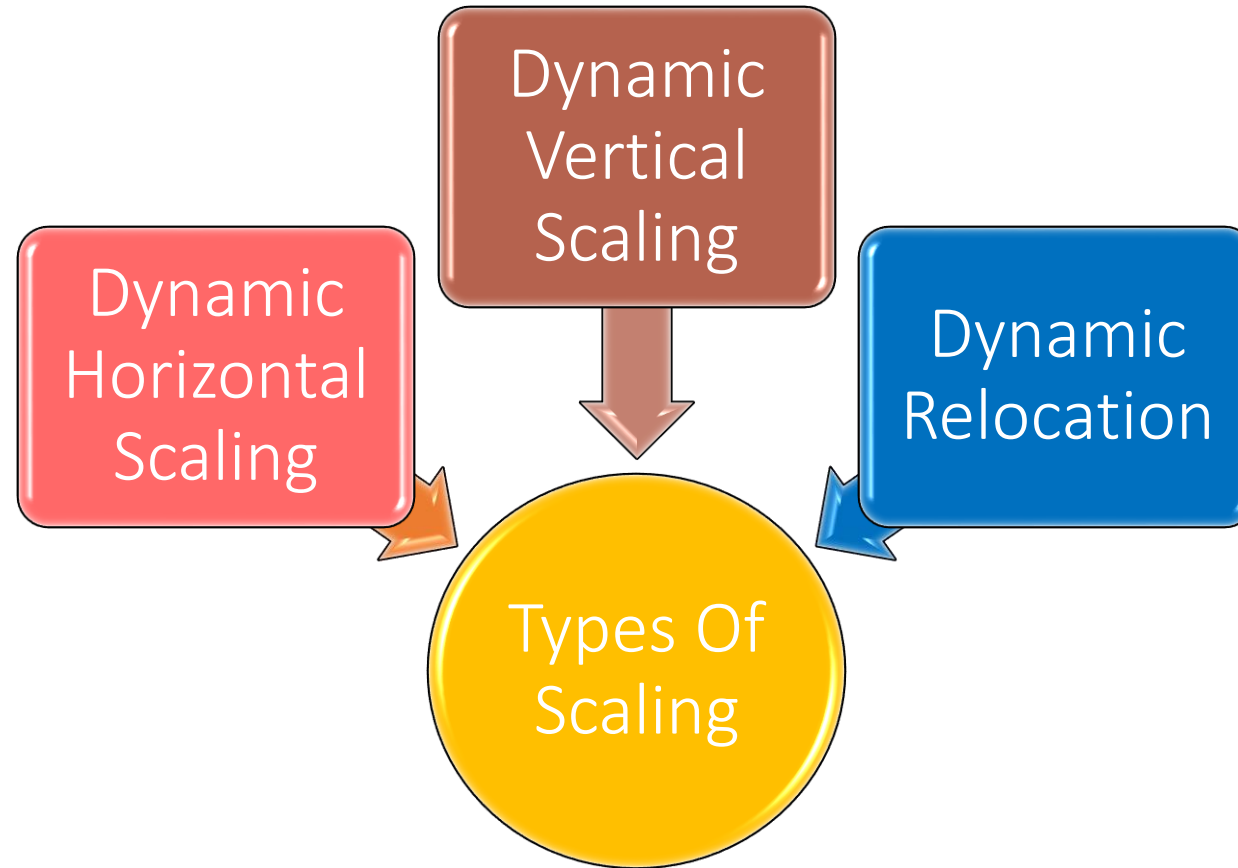 Dynamic
Horizontal
Scaling
Dynamic
Vertical
Scaling
Dynamic
Relocation
Types Of
Scaling